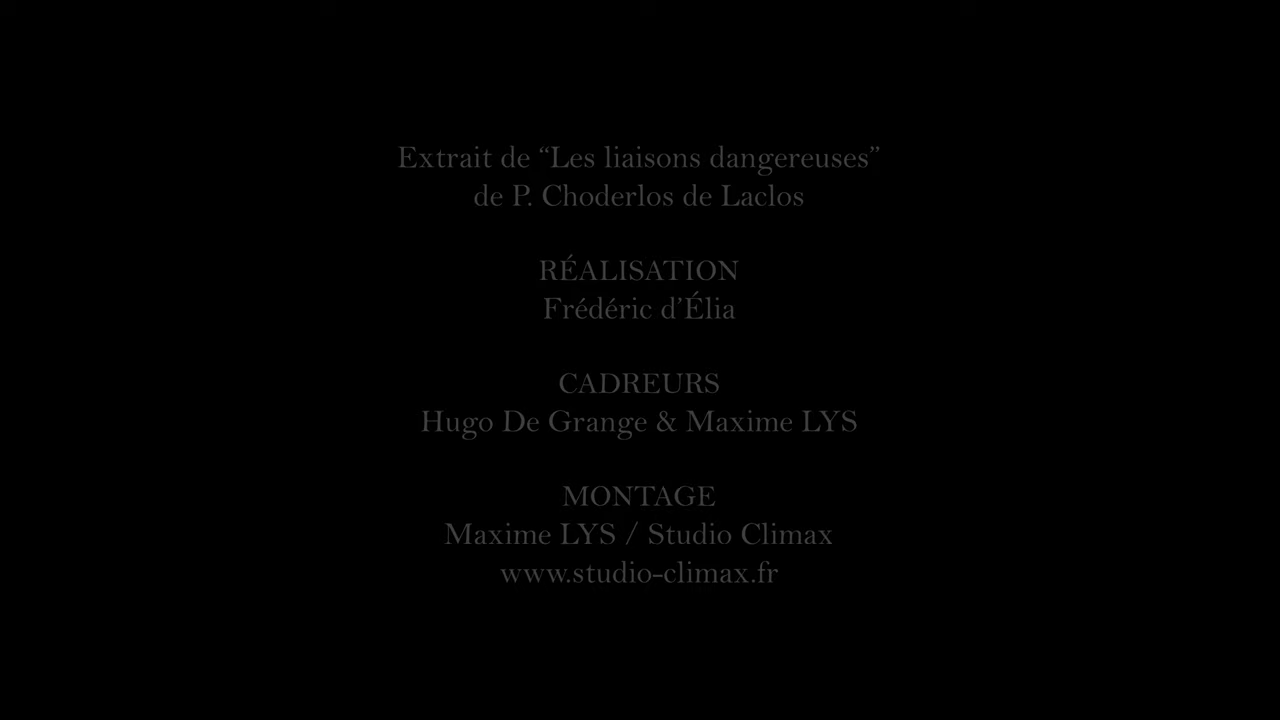 Extrait de “Les liaisons dangereuses”
de P. Choderlos de Laclos
RÉALISATION
Frédéric d’Élia
CADREURS
Hugo De Grange & Maxime LYS
MONTAGE
Maxime LYS / Studio Climax
www.studio-climax.fr